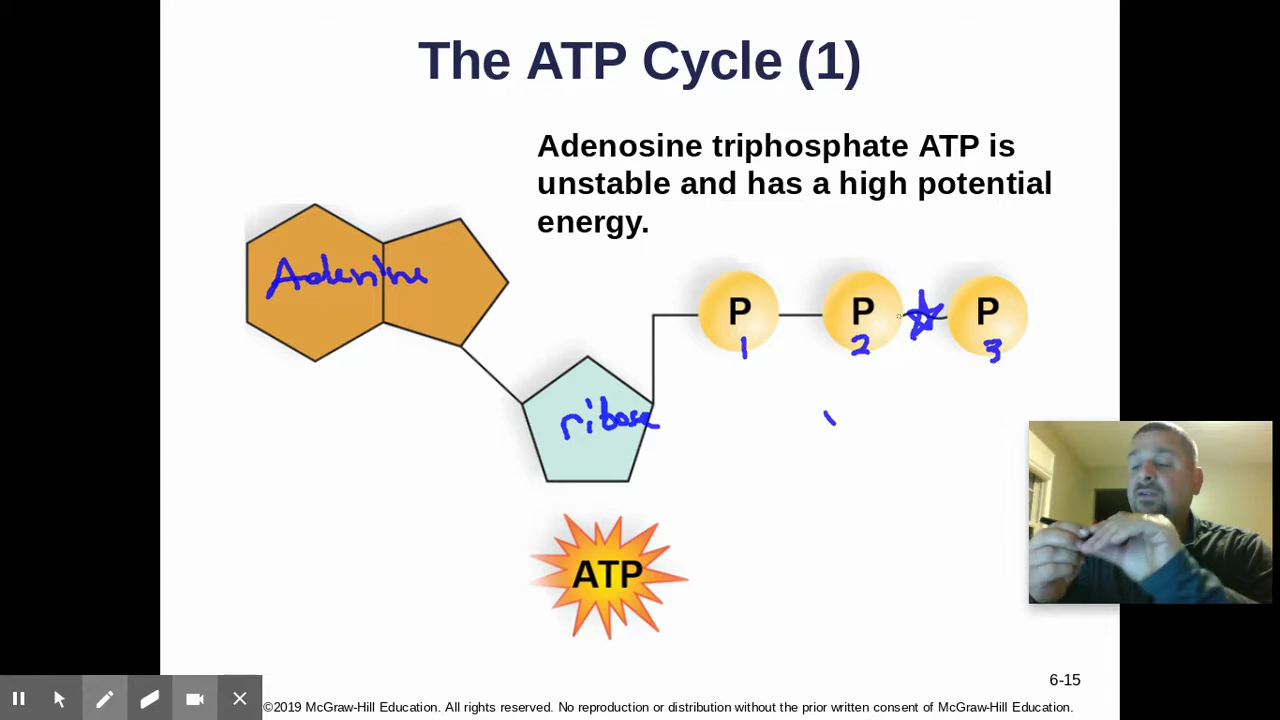 The ATP Cycle (1)
Adenosine triphosphate ATP is
unstable and has a high potential
energy.
Adenine
P P P
1 2 3
ribose
ATP
6-15
©2019 McGraw-Hill Education. All rights reserved. No reproduction or distribution without the prior written consent of McGraw-Hill Education.